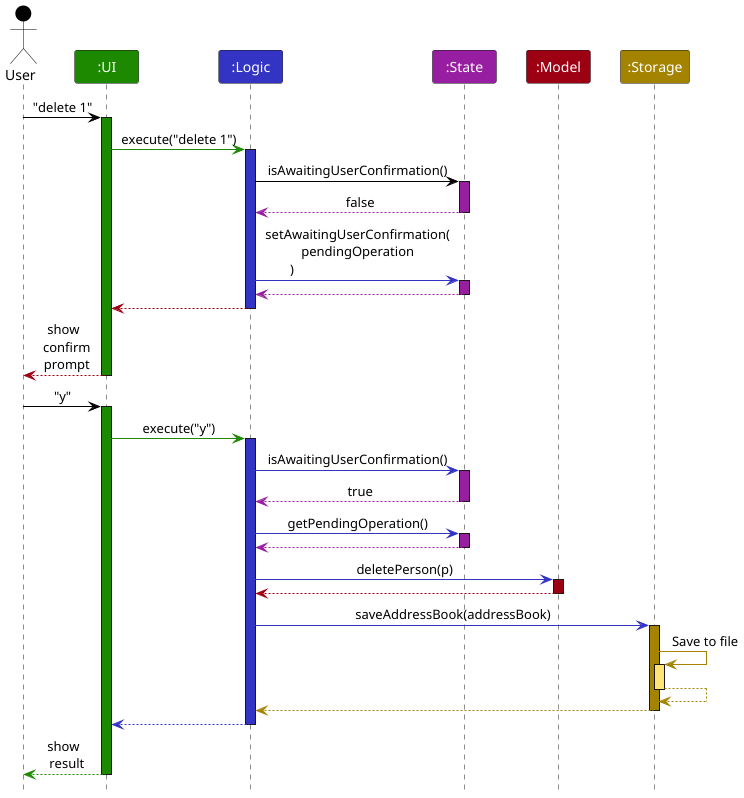 User
:UI
:Logic
:State
:Model
:Storage
"delete 1"
execute("delete 1")
isAwaitingUserConfirmation()
false
setAwaitingUserConfirmation(
pendingOperation
)
show
confirm
prompt
"y"
execute("y")
isAwaitingUserConfirmation()
true
getPendingOperation()
deletePerson(p)
saveAddressBook(addressBook)
Save to file
show
result